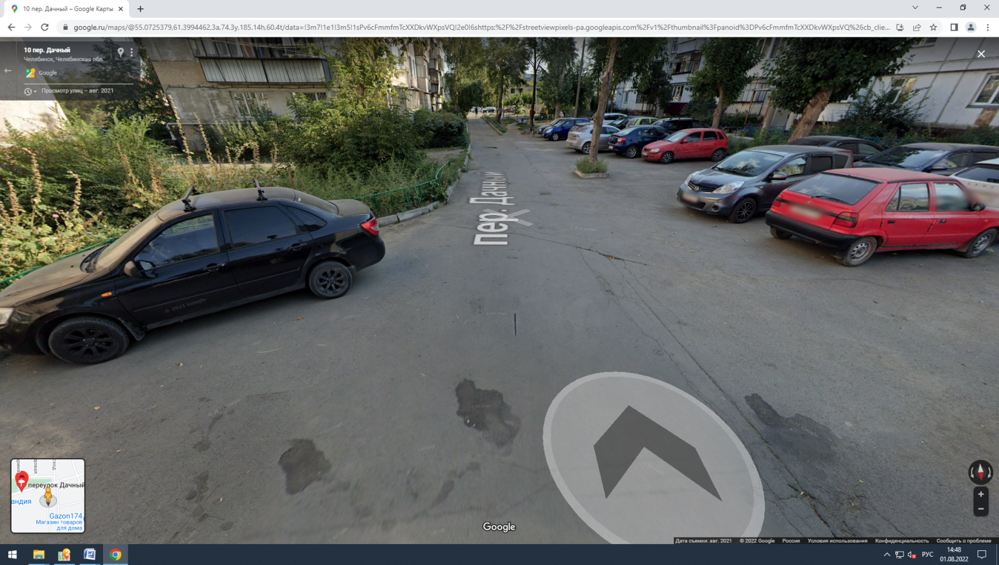 10 пер. Дачный – Google Карты
google.ru/maps/@55.0725379,61.3994462,3a,74.3y,185.14h,60.4t/data=!3m7!1e1!3m5!1sPv6cFmmfmTcXXDkvWXpsVQ!2e0!6shttps:%2F%2Fstreetviewpixels-pa.googleapis.com%2Fv1%2Fthumbnail%3Fpanoid%3DPv6cFmmfmTcXXDkvWXpsVQ%26cb_clie...
10 пер. Дачный
Челябинск, Челябинская обл.
Google
Просмотр улиц – авг. 2021
Пер. Дачный
© 2021 Google
переулок Дачный
андия
Gazon174
Магазин товаров
для дома
Google
Дата съемки: авг. 2021 © 2022 Google Россия Условия использования Конфиденциальность Сообщить о проблеме
РУС
14:48
01.08.2022